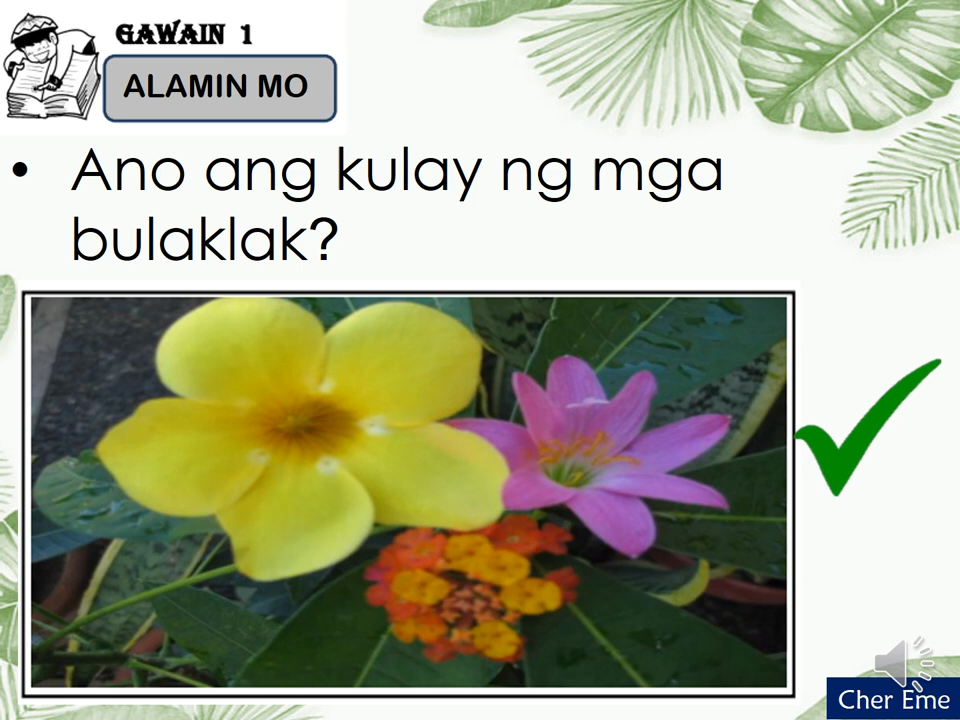 GAWAIN 1
ALAMIN MO
• Ano ang kulay ng mga
bulaklak?
Cher Eme